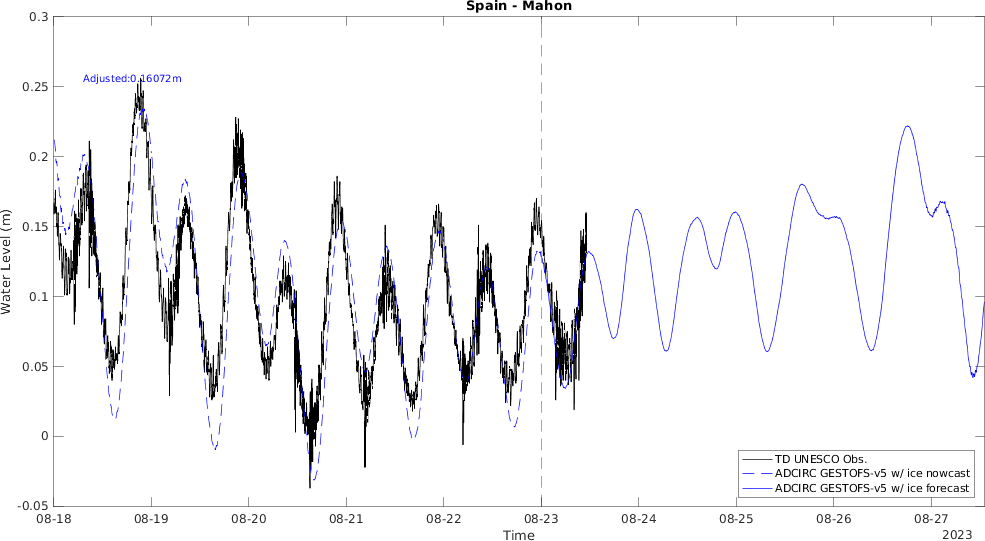 Spain - Mahon
0.3
0.25
0.2
0.15
0.1
0.05
0
-0.05
Water Level (m)
Adjusted:0.16072m
TD UNESCO Obs.
ADCIRC GESTOFS-v5 w/ ice nowcast
ADCIRC GESTOFS-v5 w/ ice forecast
08-18 08-19 08-20 08-21 08-22 08-23 08-24 08-25 08-26 08-27
Time
2023